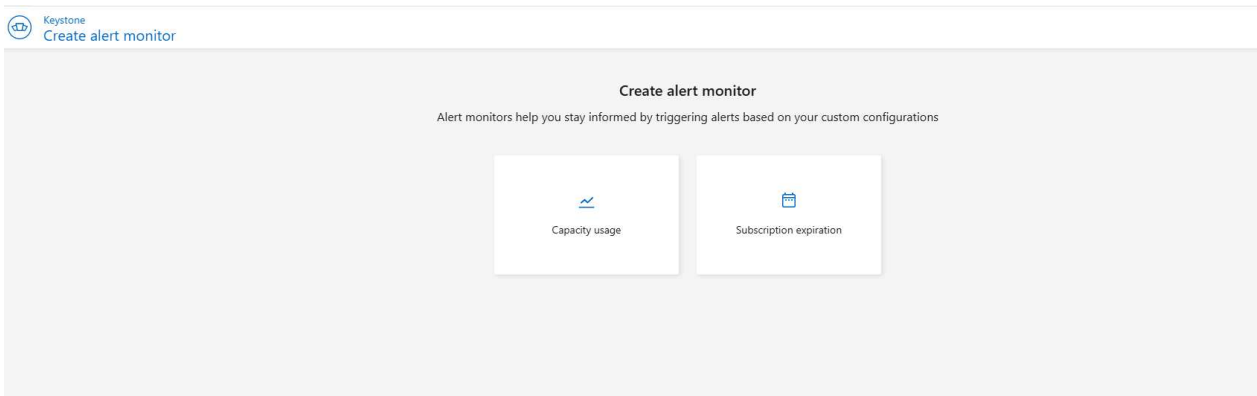 Keystone
Create alert monitor
Create alert monitor
Alert monitors help you stay informed by triggering alerts based on your custom configurations
Capacity usage
Subscription expiration